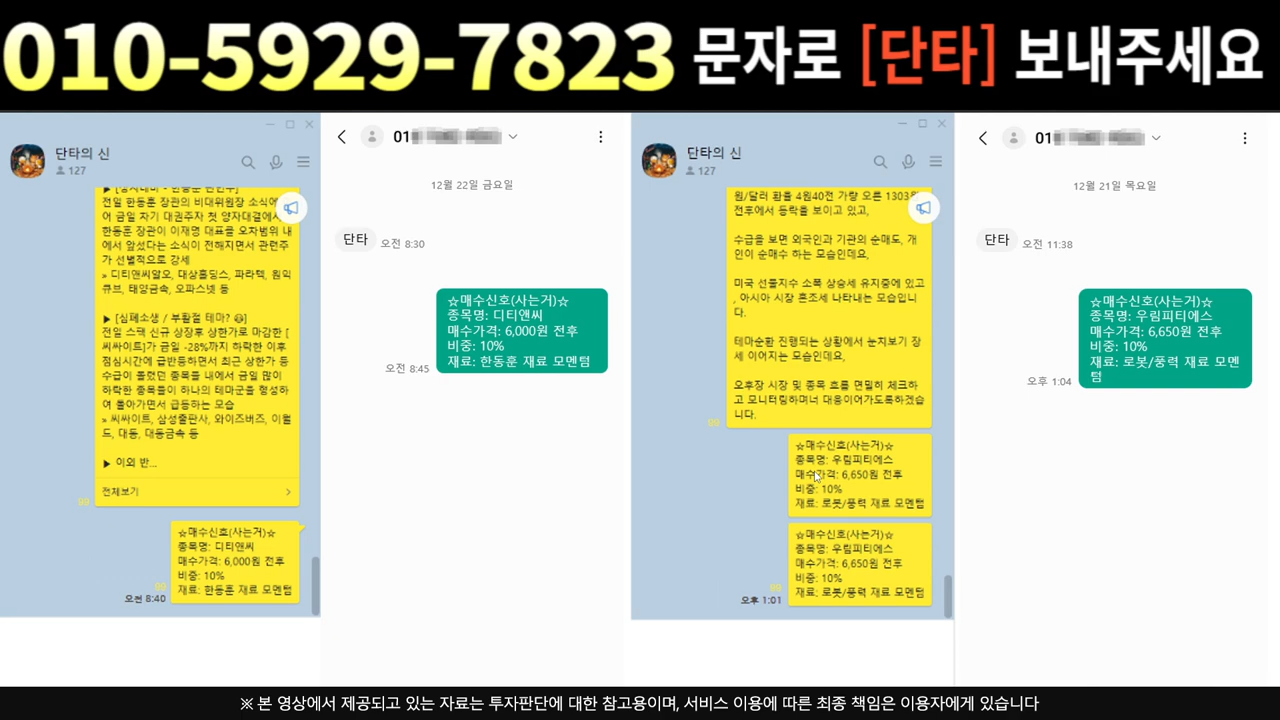 010-5929-7823 문자로 [단타] 보내주세요
단타의 신
127
전일 한동훈 장관의 비대위원장 소식에
어 금일 차기 대권주자 첫 양자대결에서
한동훈 장관이 이재명 대표를 오차범위 내
에서 앞섰다는 소식이 전해지면서 관련주
가 선별적으로 강세
» 디티앤씨알오, 대상홀딩스, 파라텍, 원익
큐브, 태양금속, 오파스넷 등
▶ [심폐소생 / 부활절 테마? 😂]
전일 스팩 신규 상장후 상한가로 마감한 [
씨싸이트]가 금일 -28%까지 하락한 이후
점심시간에 급반등하면서 최근 상한가 등
수급이 몰렸던 종목들 내에서 금일 많이
하락한 종목들이 하나의 테마군을 형성하
여 돌아가면서 급등하는 모습
» 씨싸이트, 삼성출판사, 와이즈버즈, 이월
드, 대동, 대동금속 등
▶ 이외 반...
전체보기
99
☆매수신호(사는거)☆
종목명: 디티앤씨
매수가격: 6,000원 전후
비중: 10%
재료: 한동훈 재료 모멘텀
99
오전 8:40
01
12월 22일 금요일
단타
오전 8:30
☆매수신호(사는거)☆
종목명: 디티앤씨
매수가격: 6,000원 전후
비중: 10%
재료: 한동훈 재료 모멘텀
오전 8:45
단타의 신
127
원/달러 환율 4원40전 가량 오른 1303원
전후에서 등락을 보이고 있고,
수급을 보면 외국인과 기관의 순매도, 개
인이 순매수 하는 모습인데요,
미국 선물지수 소폭 상승세 유지중에 있고
, 아시아 시장 혼조세 나타내는 모습입니
다.
테마순환 진행되는 상황에서 눈치보기 장
세 이어지는 모습인데요,
오후장 시장 및 종목 흐름 면밀히 체크하
고 모니터링하며너 대응이어가도록하겠습
니다.
99
☆매수신호(사는거)☆
종목명: 우림피티에스
매수가격: 6,650원 전후
비중: 10%
재료: 로봇/풍력 재료 모멘텀
☆매수신호(사는거)☆
종목명: 우림피티에스
매수가격: 6,650원 전후
비중: 10%
재료: 로봇/풍력 재료 모멘텀
오후 1:01
01
12월 21일 목요일
단타
오전 11:38
☆매수신호(사는거)☆
종목명: 우림피티에스
매수가격: 6,650원 전후
비중: 10%
재료: 로봇/풍력 재료 모멘
텀
오후 1:04
※ 본 영상에서 제공되고 있는 자료는 투자판단에 대한 참고용이며, 서비스 이용에 따른 최종 책임은 이용자에게 있습니다